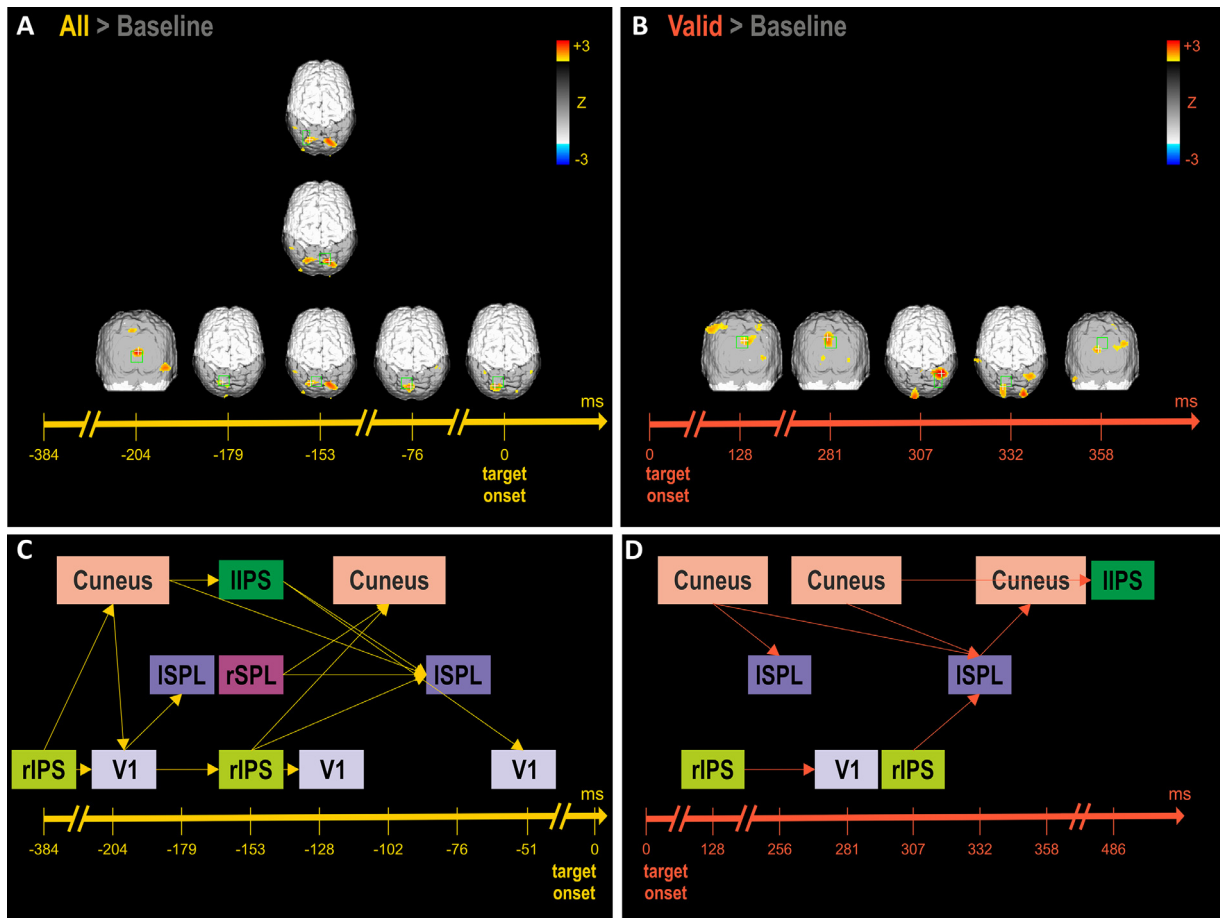 A All > Baseline
+3
Z
-3
ms
-384 -204 -179 -153 -76 0
target
onset
B Valid > Baseline
+3
Z
-3
ms
0 128 281 307 332 358
target
onset
C
Cuneus lIPS Cuneus
lSPL rSPL lSPL
rIPS V1 rIPS V1 V1
ms
-384 -204 -179 -153 -128 -102 -76 -51 0
target
onset
D
Cuneus Cuneus Cuneus lIPS
lSPL lSPL
rIPS V1 rIPS
ms
0 128 256 281 307 332 358 486
target
onset